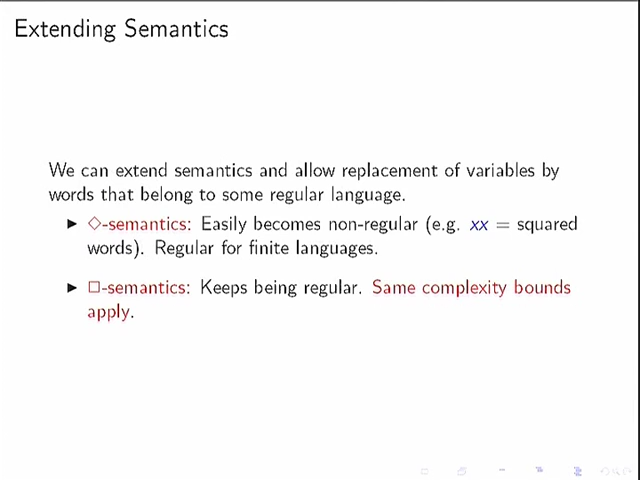 Extending Semantics
We can extend semantics and allow replacement of variables by
words that belong to some regular language.
▶ ◇-semantics: Easily becomes non-regular (e.g. xx = squared
words). Regular for finite languages.
▶ □-semantics: Keeps being regular. Same complexity bounds
apply.